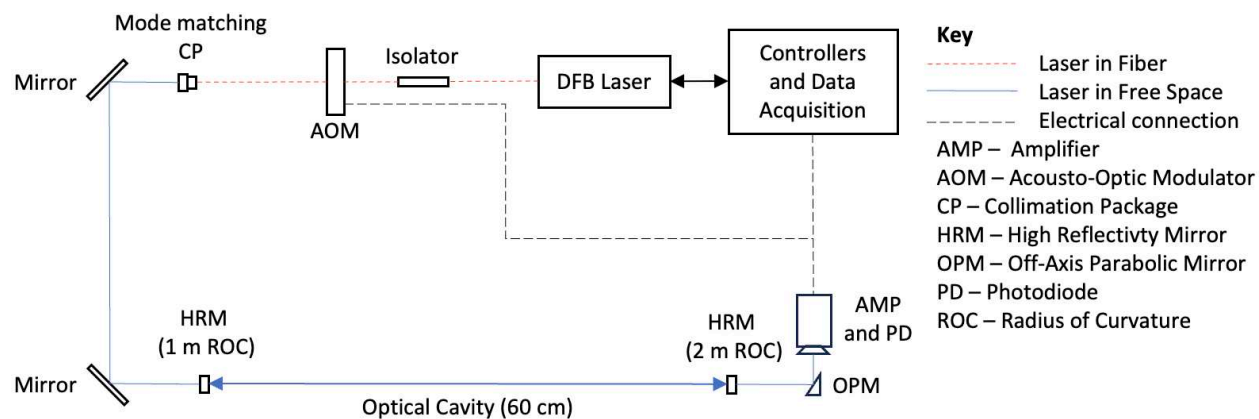 Mode matching
CP
Mirror
Isolator
AOM
DFB Laser
Controllers
and Data
Acquisition
HRM
(1 m ROC)
HRM
(2 m ROC)
AMP
and PD
Mirror
OPM
Optical Cavity (60 cm)
Key
Laser in Fiber
Laser in Free Space
Electrical connection
AMP – Amplifier
AOM – Acousto-Optic Modulator
CP – Collimation Package
HRM – High Reflectivty Mirror
OPM – Off-Axis Parabolic Mirror
PD – Photodiode
ROC – Radius of Curvature